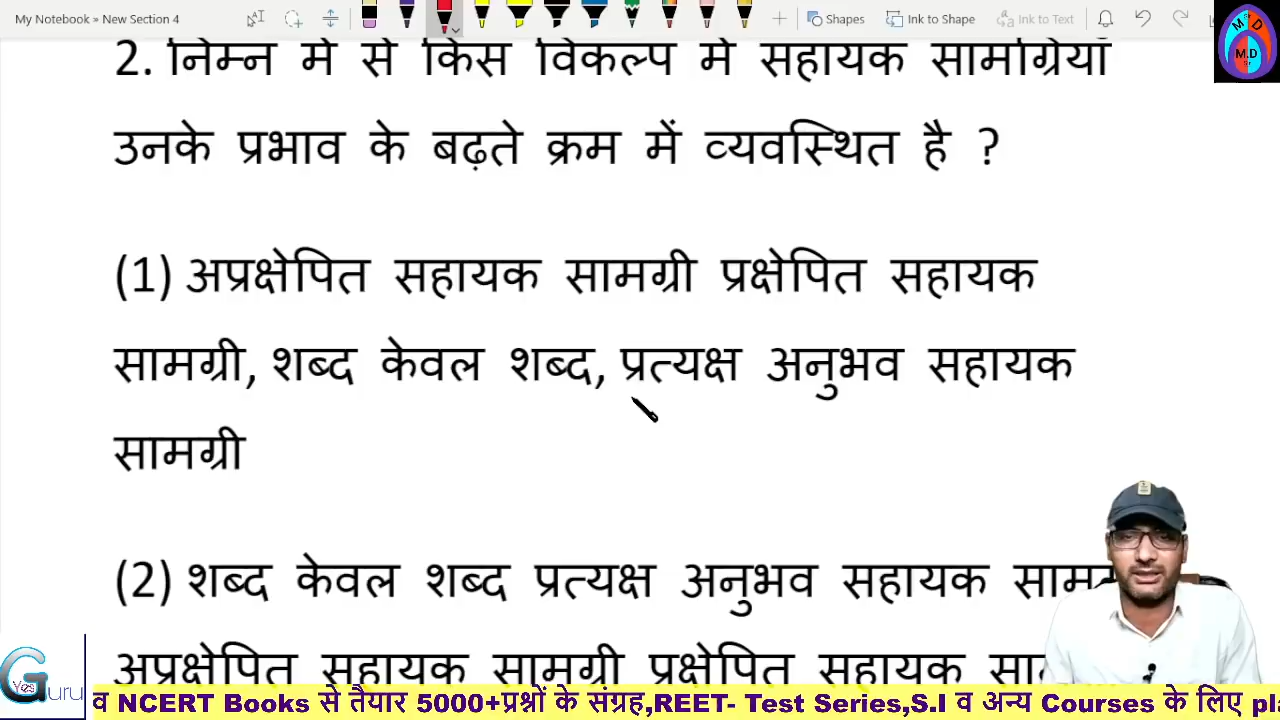 My Notebook > New Section 4
Shapes
Ink to Shape
Ink to Text
M.D
2. निम्न में से किस विकल्प में सहायक सामग्रियाँ
उनके प्रभाव के बढ़ते क्रम में व्यवस्थित है ?
(1) अप्रक्षेपित सहायक सामग्री प्रक्षेपित सहायक
सामग्री, शब्द केवल शब्द, प्रत्यक्ष अनुभव सहायक
सामग्री
(2) शब्द केवल शब्द प्रत्यक्ष अनुभव सहायक
अप्रक्षेपित सहायक सामग्री प्रक्षेपित सहायक
Yes Guru
व NCERT Books से तैयार 5000+प्रश्नों के संग्रह,REET- Test Series,S.I व अन्य Courses के लिए